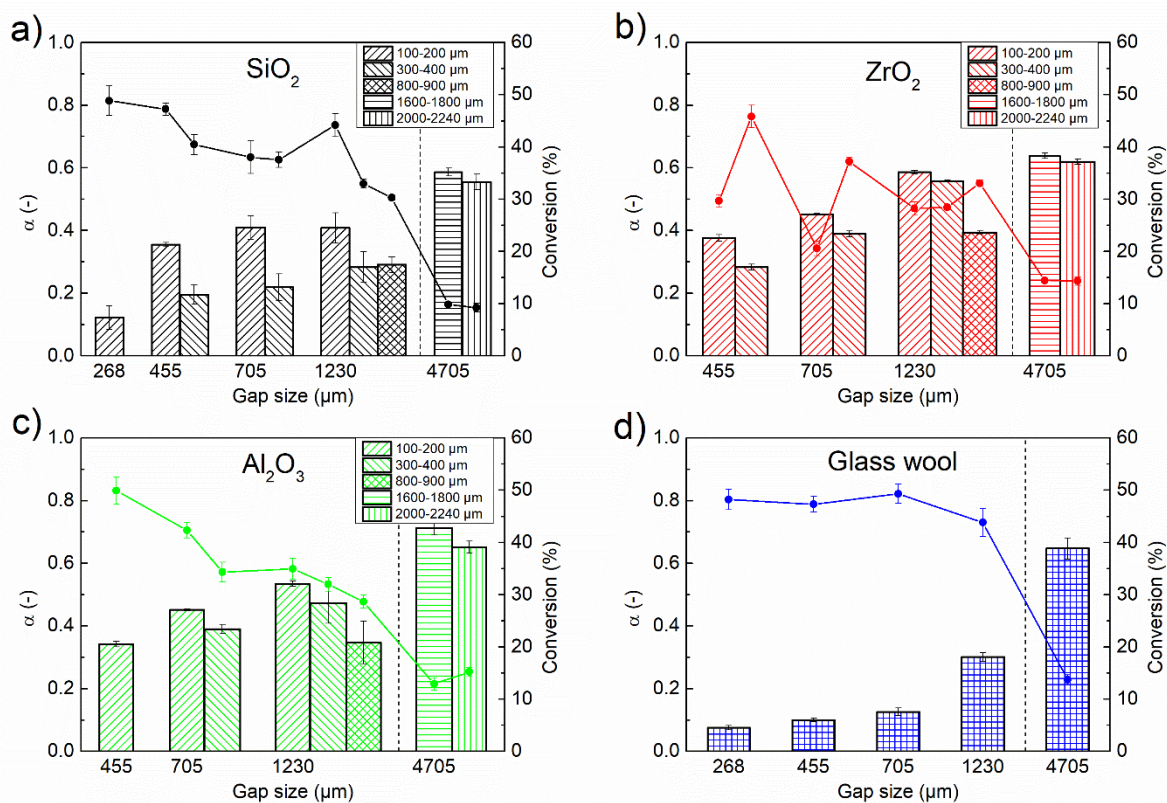 a)
SiO₂
100-200 µm
300-400 µm
800-900 µm
1600-1800 µm
2000-2240 µm
1.0
0.8
0.6
0.4
0.2
0.0
α (-)
60
50
40
30
20
10
0
Conversion (%)
268 455 705 1230 4705
Gap size (µm)
b)
ZrO₂
100-200 µm
300-400 µm
800-900 µm
1600-1800 µm
2000-2240 µm
1.0
0.8
0.6
0.4
0.2
0.0
α (-)
60
50
40
30
20
10
0
Conversion (%)
455 705 1230 4705
Gap size (µm)
c)
Al₂O₃
100-200 µm
300-400 µm
800-900 µm
1600-1800 µm
2000-2240 µm
1.0
0.8
0.6
0.4
0.2
0.0
α (-)
60
50
40
30
20
10
0
Conversion (%)
455 705 1230 4705
Gap size (µm)
d)
Glass wool
1.0
0.8
0.6
0.4
0.2
0.0
α (-)
60
50
40
30
20
10
0
Conversion (%)
268 455 705 1230 4705
Gap size (µm)